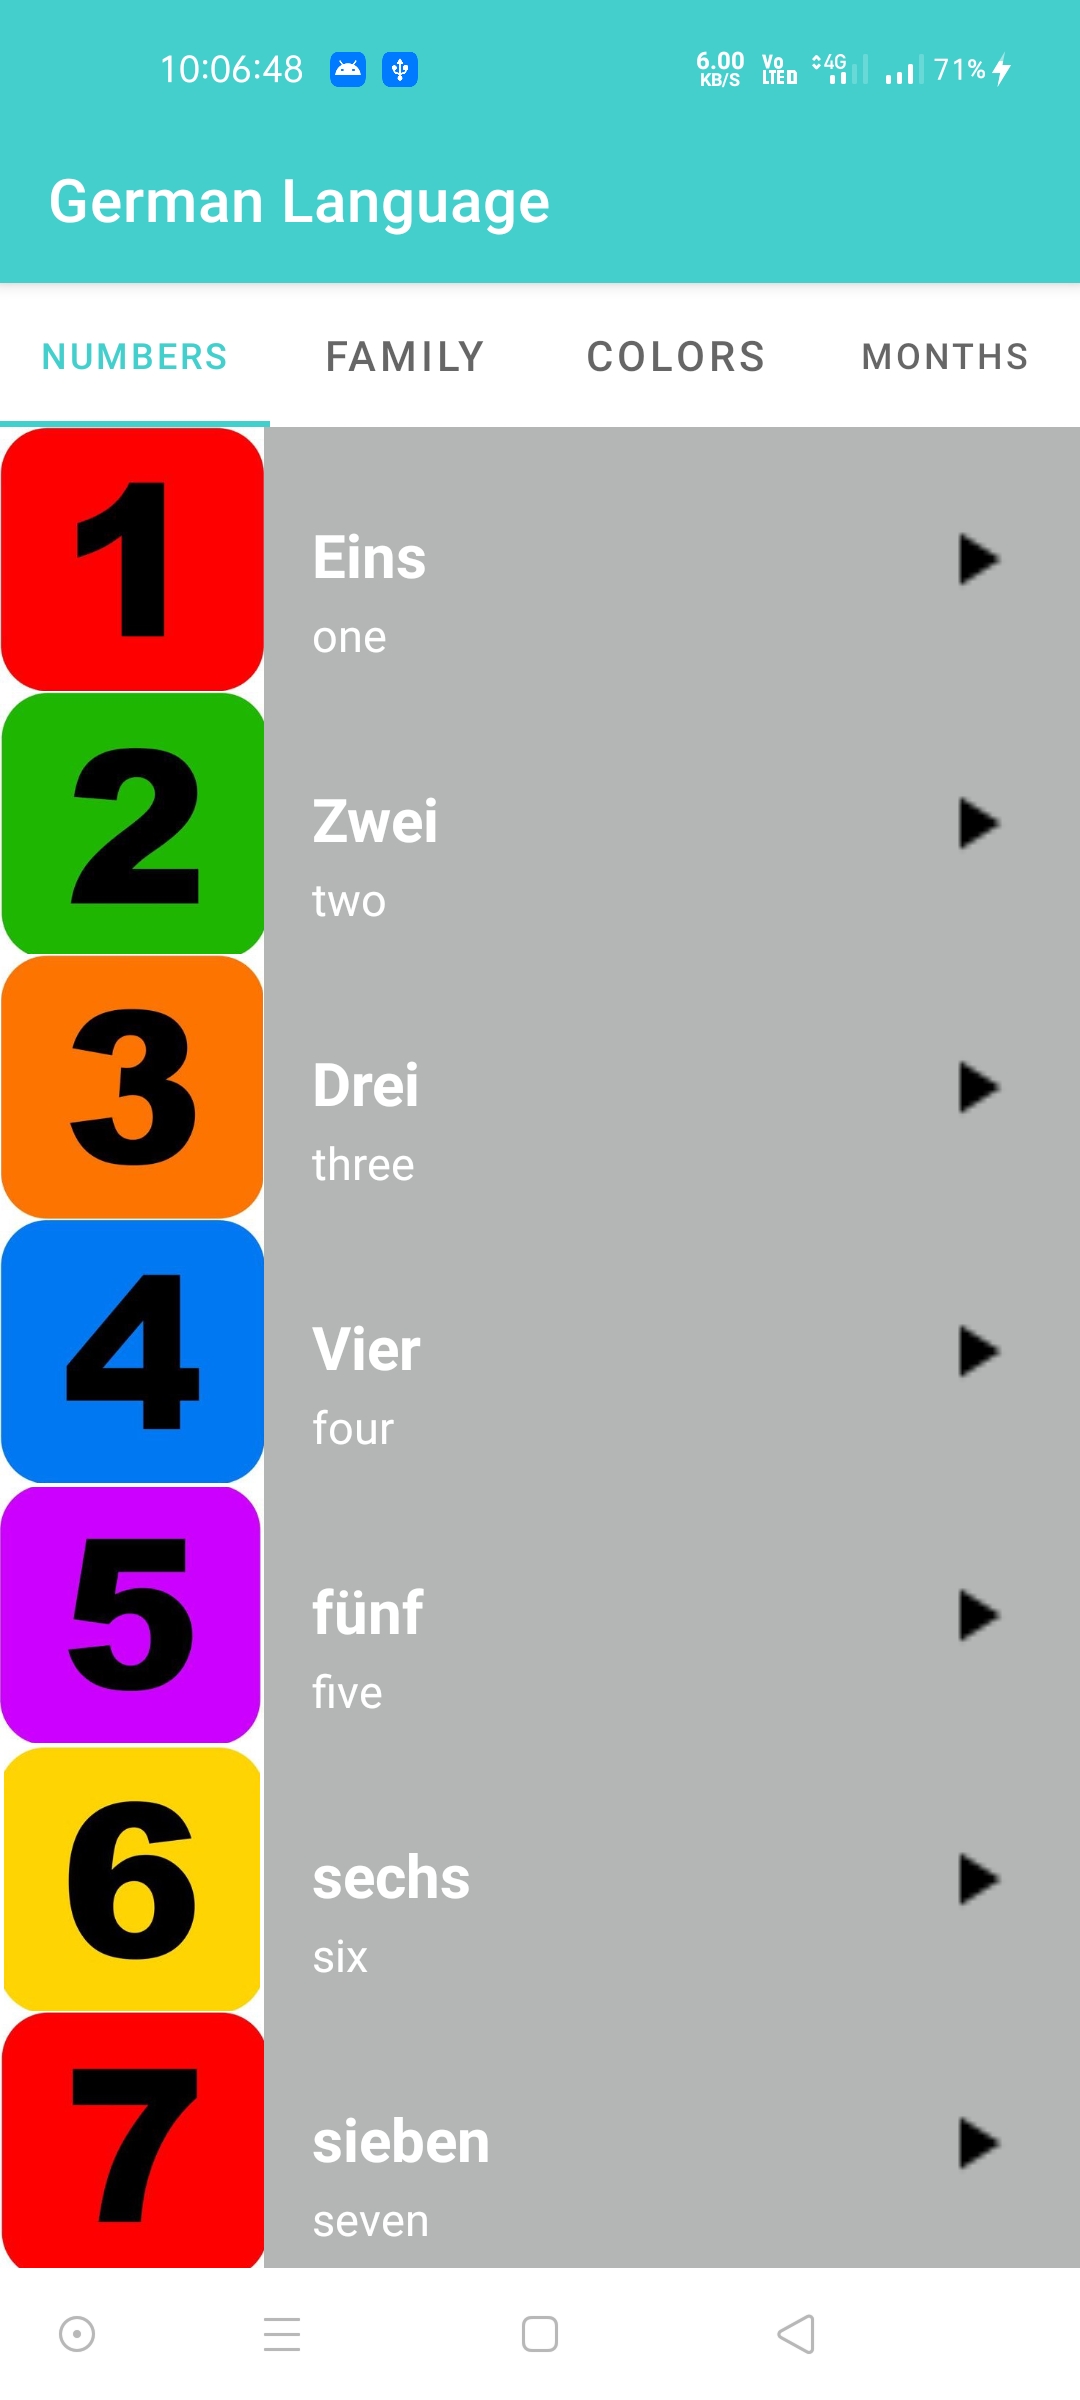 10:06:48 6.00 KB/S Vo LTE 4G 71%
German Language
NUMBERS FAMILY COLORS MONTHS
1
Eins
one
2
Zwei
two
3
Drei
three
4
Vier
four
5
fünf
five
6
sechs
six
7
sieben
seven